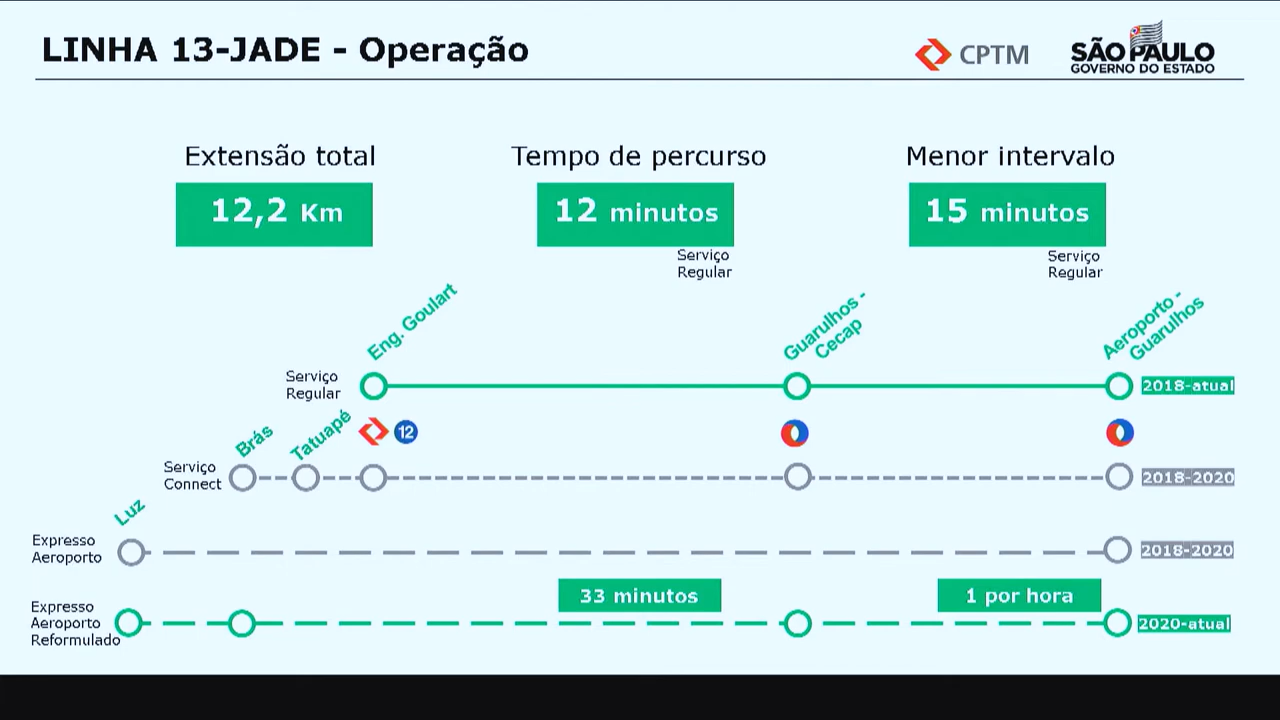 LINHA 13-JADE - Operação
CPTM
SÃO PAULO
GOVERNO DO ESTADO
Extensão total
12,2 Km
Tempo de percurso
12 minutos
Serviço
Regular
Menor intervalo
15 minutos
Serviço
Regular
Eng. Goulart
Guarulhos -
Cecap
Aeroporto -
Guarulhos
Serviço
Regular
2018-atual
12
Brás
Tatuapé
Serviço
Connect
2018-2020
Luz
Expresso
Aeroporto
2018-2020
33 minutos
1 por hora
Expresso
Aeroporto
Reformulado
2020-atual